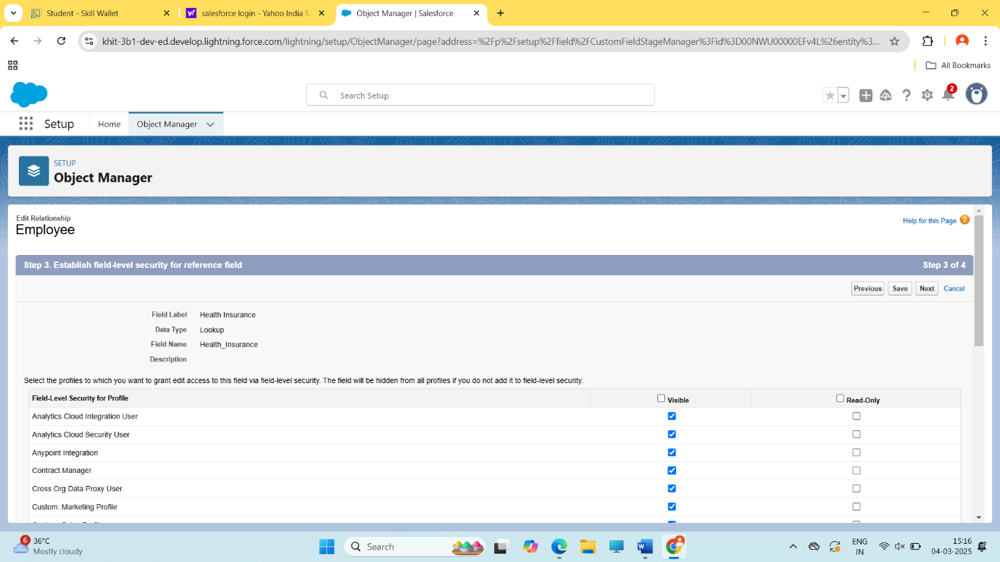 Student - Skill Wallet
salesforce login - Yahoo India S
Object Manager | Salesforce
khit-3b1-dev-ed.develop.lightning.force.com/lightning/setup/ObjectManager/page?address=%2Fp%2Fsetup%2Ffield%2FCustomFieldStageManager%3Fid%3D00NWU00000EFv4L%26entity%3...
All Bookmarks
Search Setup
2
Setup
Home
Object Manager
SETUP
Object Manager
Edit Relationship
Employee
Help for this Page ?
Step 3. Establish field-level security for reference field
Step 3 of 4
Previous Save Next Cancel
Field Label Health Insurance
Data Type Lookup
Field Name Health_Insurance
Description
Select the profiles to which you want to grant edit access to this field via field-level security. The field will be hidden from all profiles if you do not add it to field-level security.
Field-Level Security for Profile Visible Read-Only
Analytics Cloud Integration User
Analytics Cloud Security User
Anypoint Integration
Contract Manager
Cross Org Data Proxy User
Custom: Marketing Profile
6
36°C
Mostly cloudy
Search
ENG
IN
15:16
04-03-2025